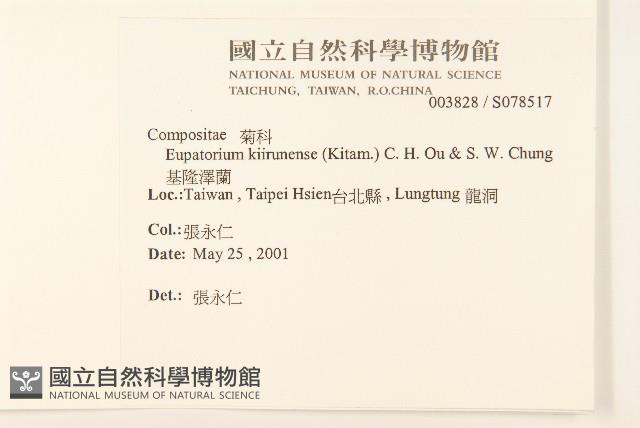 國立自然科學博物館
NATIONAL MUSEUM OF NATURAL SCIENCE
TAICHUNG, TAIWAN, R.O.CHINA
003828 / S078517
Compositae 菊科
Eupatorium kiirunense (Kitam.) C. H. Ou & S. W. Chung
基隆澤蘭
Loc.:Taiwan , Taipei Hsien台北縣 , Lungtung 龍洞
Col.:張永仁
Date: May 25 , 2001
Det.: 張永仁
國立自然科學博物館
NATIONAL MUSEUM OF NATURAL SCIENCE